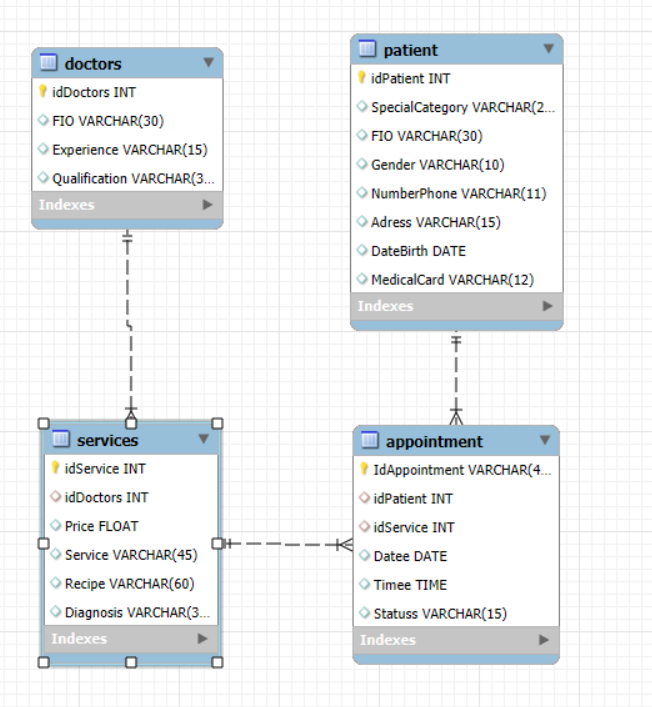 doctors
idDoctors INT
FIO VARCHAR(30)
Experience VARCHAR(15)
Qualification VARCHAR(3...
Indexes
patient
idPatient INT
SpecialCategory VARCHAR(2...
FIO VARCHAR(30)
Gender VARCHAR(10)
NumberPhone VARCHAR(11)
Adress VARCHAR(15)
DateBirth DATE
MedicalCard VARCHAR(12)
Indexes
services
idService INT
idDoctors INT
Price FLOAT
Service VARCHAR(45)
Recipe VARCHAR(60)
Diagnosis VARCHAR(3...
Indexes
appointment
IdAppointment VARCHAR(4...
idPatient INT
idService INT
Datee DATE
Timee TIME
Statuss VARCHAR(15)
Indexes